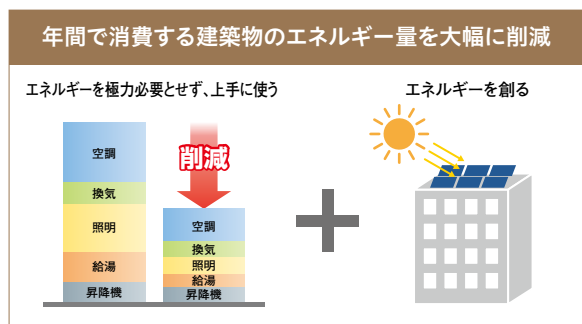 年間で消費する建築物のエネルギー量を大幅に削減
エネルギーを極力必要とせず、上手に使う
エネルギーを創る
空調
換気
照明
給湯
昇降機
削減
空調
換気
照明
給湯
昇降機